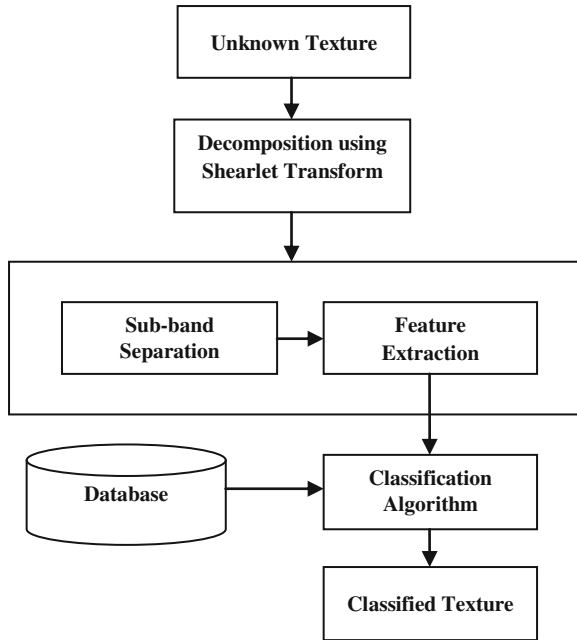 Unknown Texture
Decomposition using
Shearlet Transform
Sub-band
Separation
Feature
Extraction
Database
Classification
Algorithm
Classified Texture